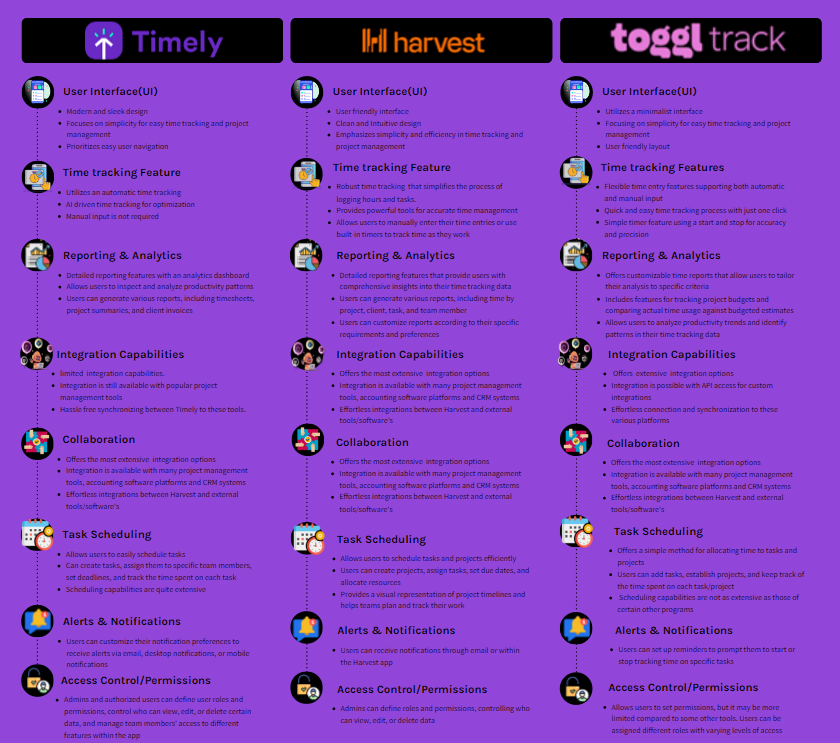 Timely
User Interface(UI)
Modern and sleek design
Focuses on simplicity for easy time tracking and project
management
Prioritizes easy user navigation
Time tracking Feature
Utilizes an automatic time tracking
AI driven time tracking for optimization
Manual input is not required
Reporting & Analytics
Detailed reporting features with an analytics dashboard
Allows users to inspect and analyze productivity patterns
Users can generate various reports, including timesheets,
project summaries, and client invoices
Integration Capabilities
limited integration capabilities.
Integration is still available with popular project
management tools
Hassle free synchronizing between Timely to these tools.
Collaboration
Offers the most extensive integration options
Integration is available with many project management
tools, accounting software platforms and CRM systems
Effortless integrations between Harvest and external
tools/software's
Task Scheduling
Allows users to easily schedule tasks
Can create tasks, assign them to specific team members,
set deadlines, and track the time spent on each task
Scheduling capabilities are quite extensive
Alerts & Notifications
Users can customize their notification preferences to
receive alerts via email, desktop notifications, or mobile
notifications
Access Control/Permissions
Admins and authorized users can define user roles and
permissions, control who can view, edit, or delete certain
data, and manage team members' access to different
features within the app
harvest
User Interface(UI)
User friendly interface
Clean and Intuitive design
Emphasizes simplicity and efficiency in time tracking and
project management
Time tracking Feature
Robust time tracking that simplifies the process of
logging hours and tasks.
Provides powerful tools for accurate time management
Allows users to manually enter their time entries or use
built in timers to track time as they work
Reporting & Analytics
Detailed reporting features that provide users with
comprehensive insights into their time tracking data
Users can generate various reports, including time by
project, client, task, and team member
Users can customize reports according to their specific
requirements and preferences
Integration Capabilities
Offers the most extensive integration options
Integration is available with many project management
tools, accounting software platforms and CRM systems
Effortless integrations between Harvest and external
tools/software's
Collaboration
Offers the most extensive integration options
Integration is available with many project management
tools, accounting software platforms and CRM systems
Effortless integrations between Harvest and external
tools/software's
Task Scheduling
Allows users to schedule tasks and projects efficiently
Users can create projects, assign tasks, set due dates, and
allocate resources
Provides a visual representation of project timelines and
helps teams plan and track their work
Alerts & Notifications
Users can receive notifications through email or within
the Harvest app
Access Control/Permissions
Admins can define roles and permissions, controlling who
can view, edit, or delete data
toggl track
User Interface(UI)
Utilizes a minimalist interface
Focusing on simplicity for easy time tracking and project
management
User friendly layout
Time tracking Features
Flexible time entry features supporting both automatic
and manual input
Quick and easy time tracking process with just one click
Simple timer feature using a start and stop for accuracy
and precision
Reporting & Analytics
Offers customizable time reports that allow users to tailor
their analysis to specific criteria
Includes features for tracking project budgets and
comparing actual time usage against budgeted estimates
Allows users to analyze productivity trends and identify
patterns in their time tracking data
Integration Capabilities
Offers extensive integration options
Integration is possible with API access for custom
integrations
Effortless connection and synchronization to these
various platforms
Collaboration
Offers the most extensive integration options
Integration is available with many project management
tools, accounting software platforms and CRM systems
Effortless integrations between Harvest and external
tools/software's
Task Scheduling
Offers a simple method for allocating time to tasks and
projects
Users can add tasks, establish projects, and keep track of
the time spent on each task/project
Scheduling capabilities are not as extensive as those of
certain other programs
Alerts & Notifications
Users can set up reminders to prompt them to start or
stop tracking time on specific tasks
Access Control/Permissions
Allows users to set permissions, but it may be more
limited compared to some other tools. Users can be
assigned different roles with varying levels of access